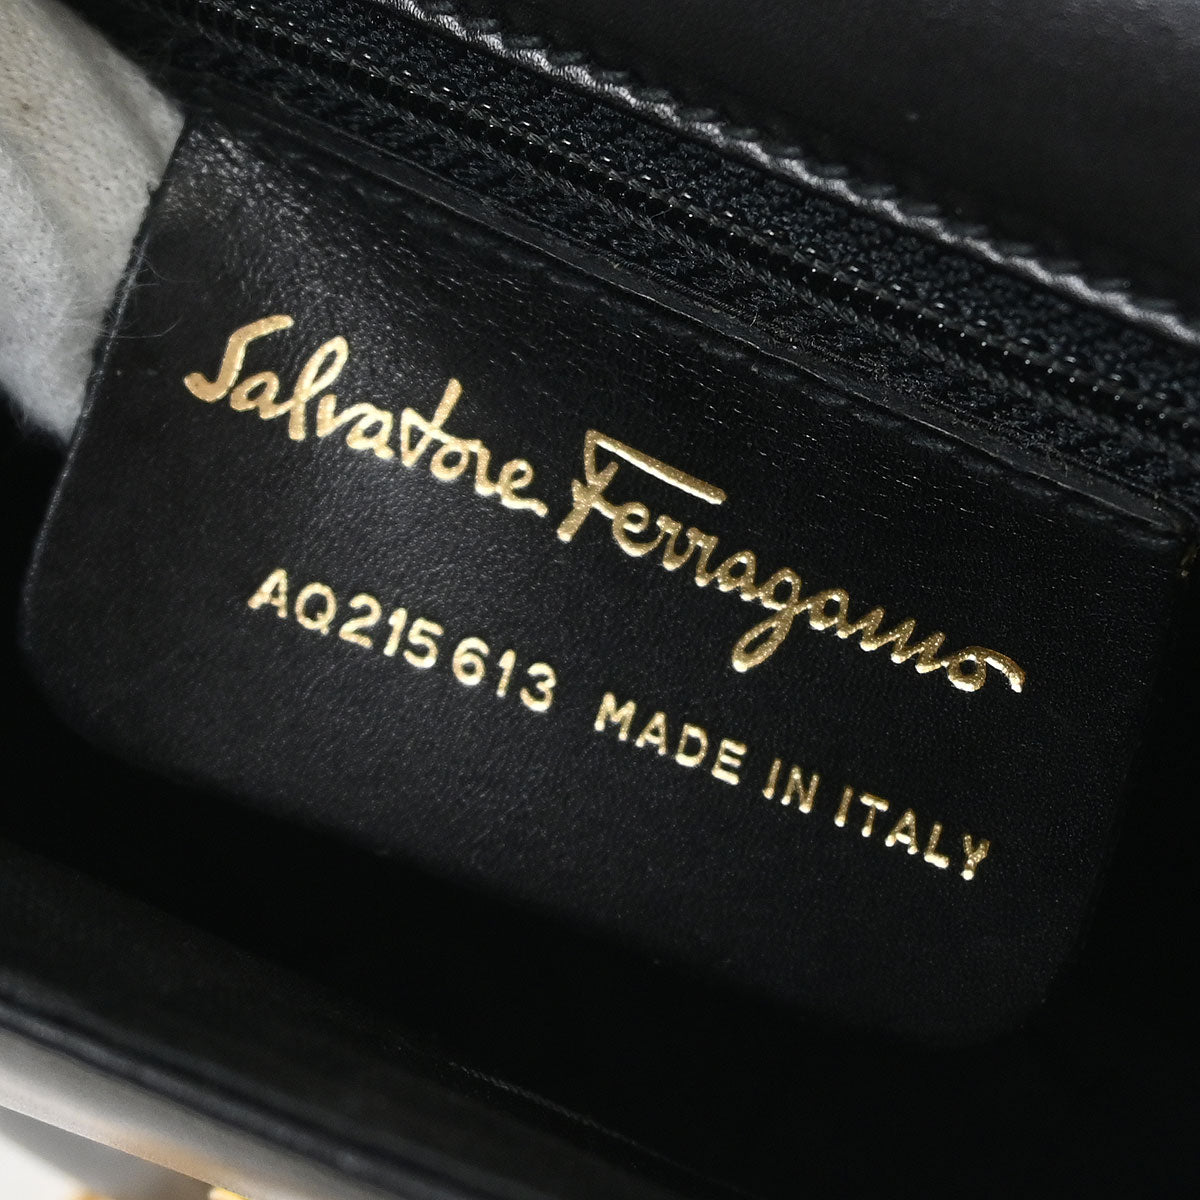 Salvatore Ferragamo
AQ215613 MADE IN ITALY